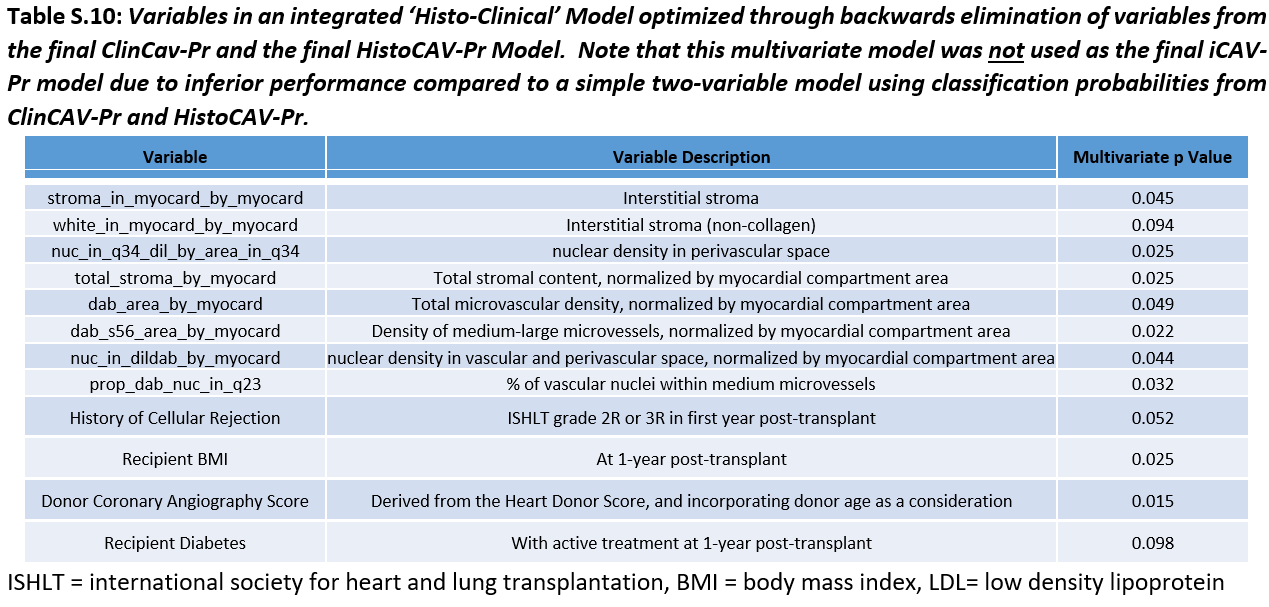 Table S.10: Variables in an integrated ‘Histo-Clinical’ Model optimized through backwards elimination of variables from
the final ClinCav-Pr and the final HistoCAV-Pr Model. Note that this multivariate model was not used as the final iCAV-
Pr model due to inferior performance compared to a simple two-variable model using classification probabilities from
ClinCAV-Pr and HistoCAV-Pr.
Variable Variable Description Multivariate p Value
stroma_in_myocard_by_myocard Interstitial stroma 0.045
white_in_myocard_by_myocard Interstitial stroma (non-collagen) 0.094
nuc_in_q34_dil_by_area_in_q34 nuclear density in perivascular space 0.025
total_stroma_by_myocard Total stromal content, normalized by myocardial compartment area 0.025
dab_area_by_myocard Total microvascular density, normalized by myocardial compartment area 0.049
dab_s56_area_by_myocard Density of medium-large microvessels, normalized by myocardial compartment area 0.022
nuc_in_dildab_by_myocard nuclear density in vascular and perivascular space, normalized by myocardial compartment area 0.044
prop_dab_nuc_in_q23 % of vascular nuclei within medium microvessels 0.032
History of Cellular Rejection ISHLT grade 2R or 3R in first year post-transplant 0.052
Recipient BMI At 1-year post-transplant 0.025
Donor Coronary Angiography Score Derived from the Heart Donor Score, and incorporating donor age as a consideration 0.015
Recipient Diabetes With active treatment at 1-year post-transplant 0.098
ISHLT = international society for heart and lung transplantation, BMI = body mass index, LDL= low density lipoprotein